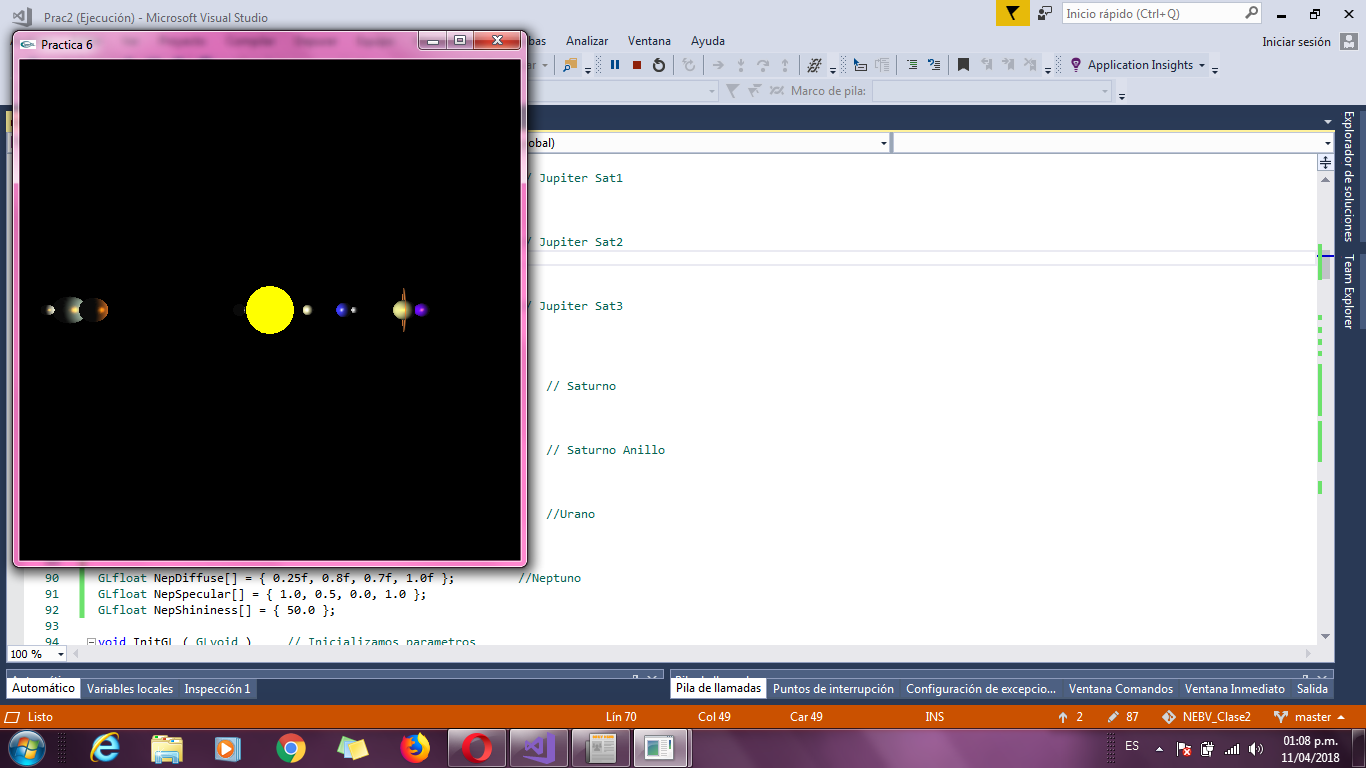 Prac2 (Ejecución) - Microsoft Visual Studio
Inicio rápido (Ctrl+Q)
Practica 6
Analizar Ventana Ayuda
Iniciar sesión
Application Insights
Marco de pila:
Explorador de soluciones
Team Explorer
Jupiter Sat1
Jupiter Sat2
Jupiter Sat3
// Saturno
// Saturno Anillo
//Urano
90 GLfloat NepDiffuse[] = { 0.25f, 0.8f, 0.7f, 1.0f }; //Neptuno
91 GLfloat NepSpecular[] = { 1.0, 0.5, 0.0, 1.0 };
92 GLfloat NepShininess[] = { 50.0 };
93
94 void InitGL ( GLvoid ) // Inicializamos parametros
100 %
Automático Variables locales Inspección 1
Pila de llamadas Puntos de interrupción Configuración de excepcio... Ventana Comandos Ventana Inmediato Salida
Listo Lín 70 Col 49 Car 49 INS 2 87 NEBV_Clase2 master
ES
01:08 p.m.
11/04/2018